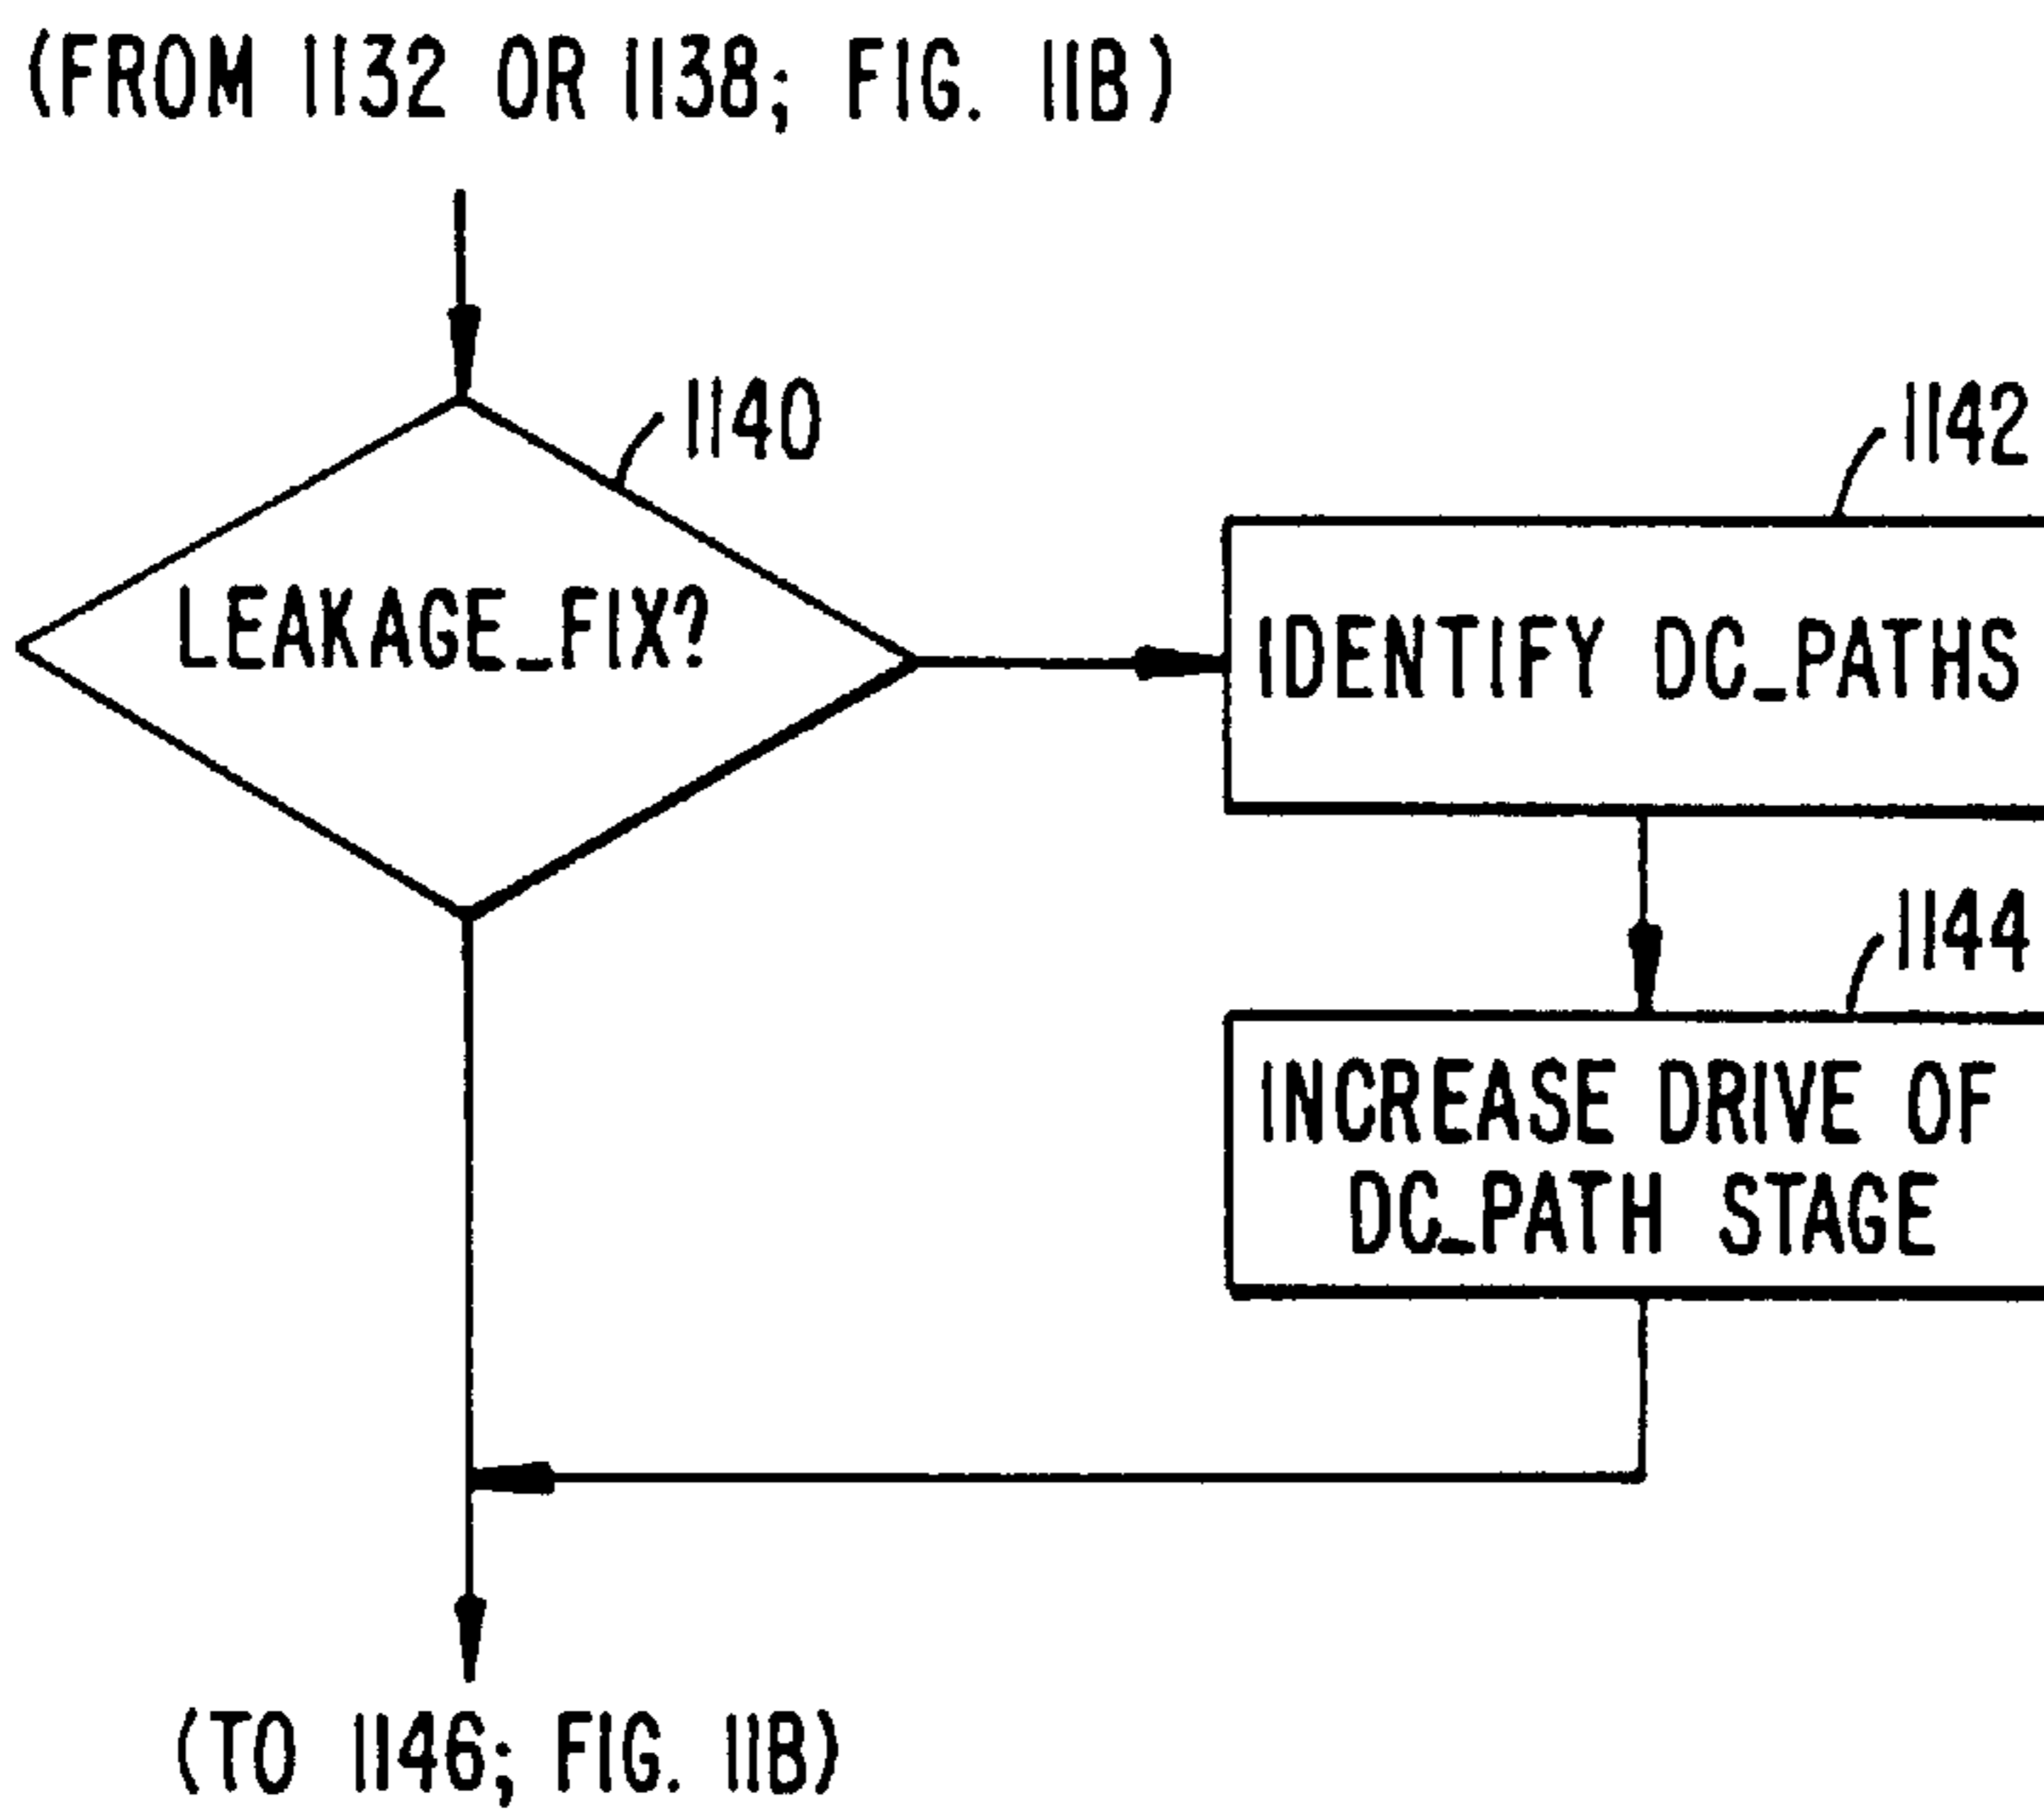 (FROM 1132 OR 1138; FIG. 11B)
1140
1142
LEAKAGE_FIX?
IDENTIFY DC_PATHS
1144
INCREASE DRIVE OF
DC_PATH STAGE
(TO 1146; FIG. 11B)